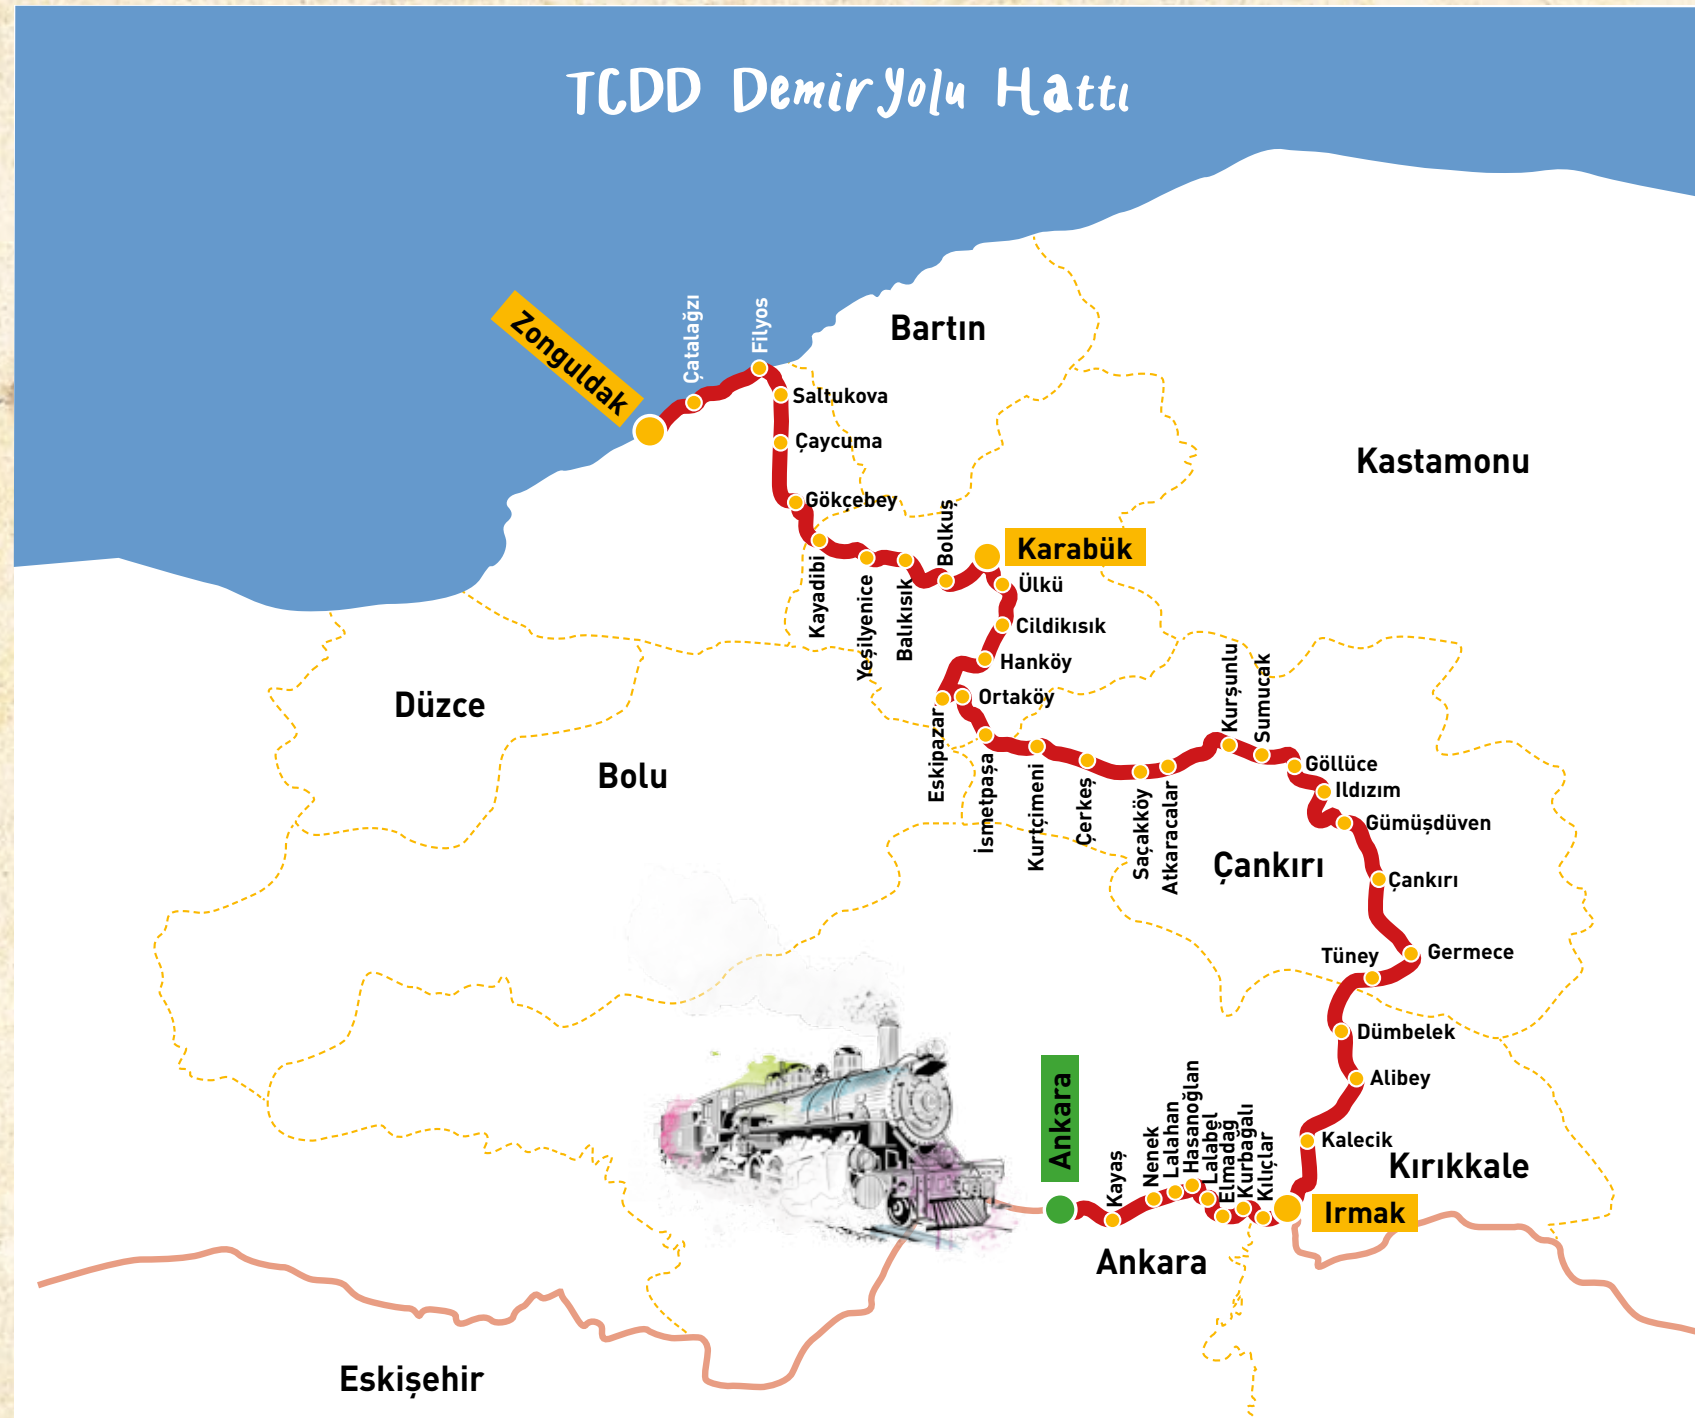 TCDD Demir Yolu Hattı
Zonguldak
Çatalağzı
Filyos
Bartın
Saltukova
Çaycuma
Kastamonu
Gökçebey
Bolkuş
Karabük
Kayadibi
Yeşilyenice
Balıkısık
Ülkü
Cildikısık
Hanköy
Ortaköy
Eskipazar
Düzce
Bolu
İsmetpaşa
Kurtçimeni
Çerkeş
Saçakköy
Atkaracalar
Kurşunlu
Sumucak
Göllüce
Ildızım
Gümüşdüven
Çankırı
Çankırı
Germece
Tüney
Dümbelek
Alibey
Kalecik
Kırıkkale
Irmak
Ankara
Kayaş
Nenek
Lalahan
Hasanoğlan
Lalabel
Elmadağ
Kurbağalı
Kılıçlar
Ankara
Eskişehir